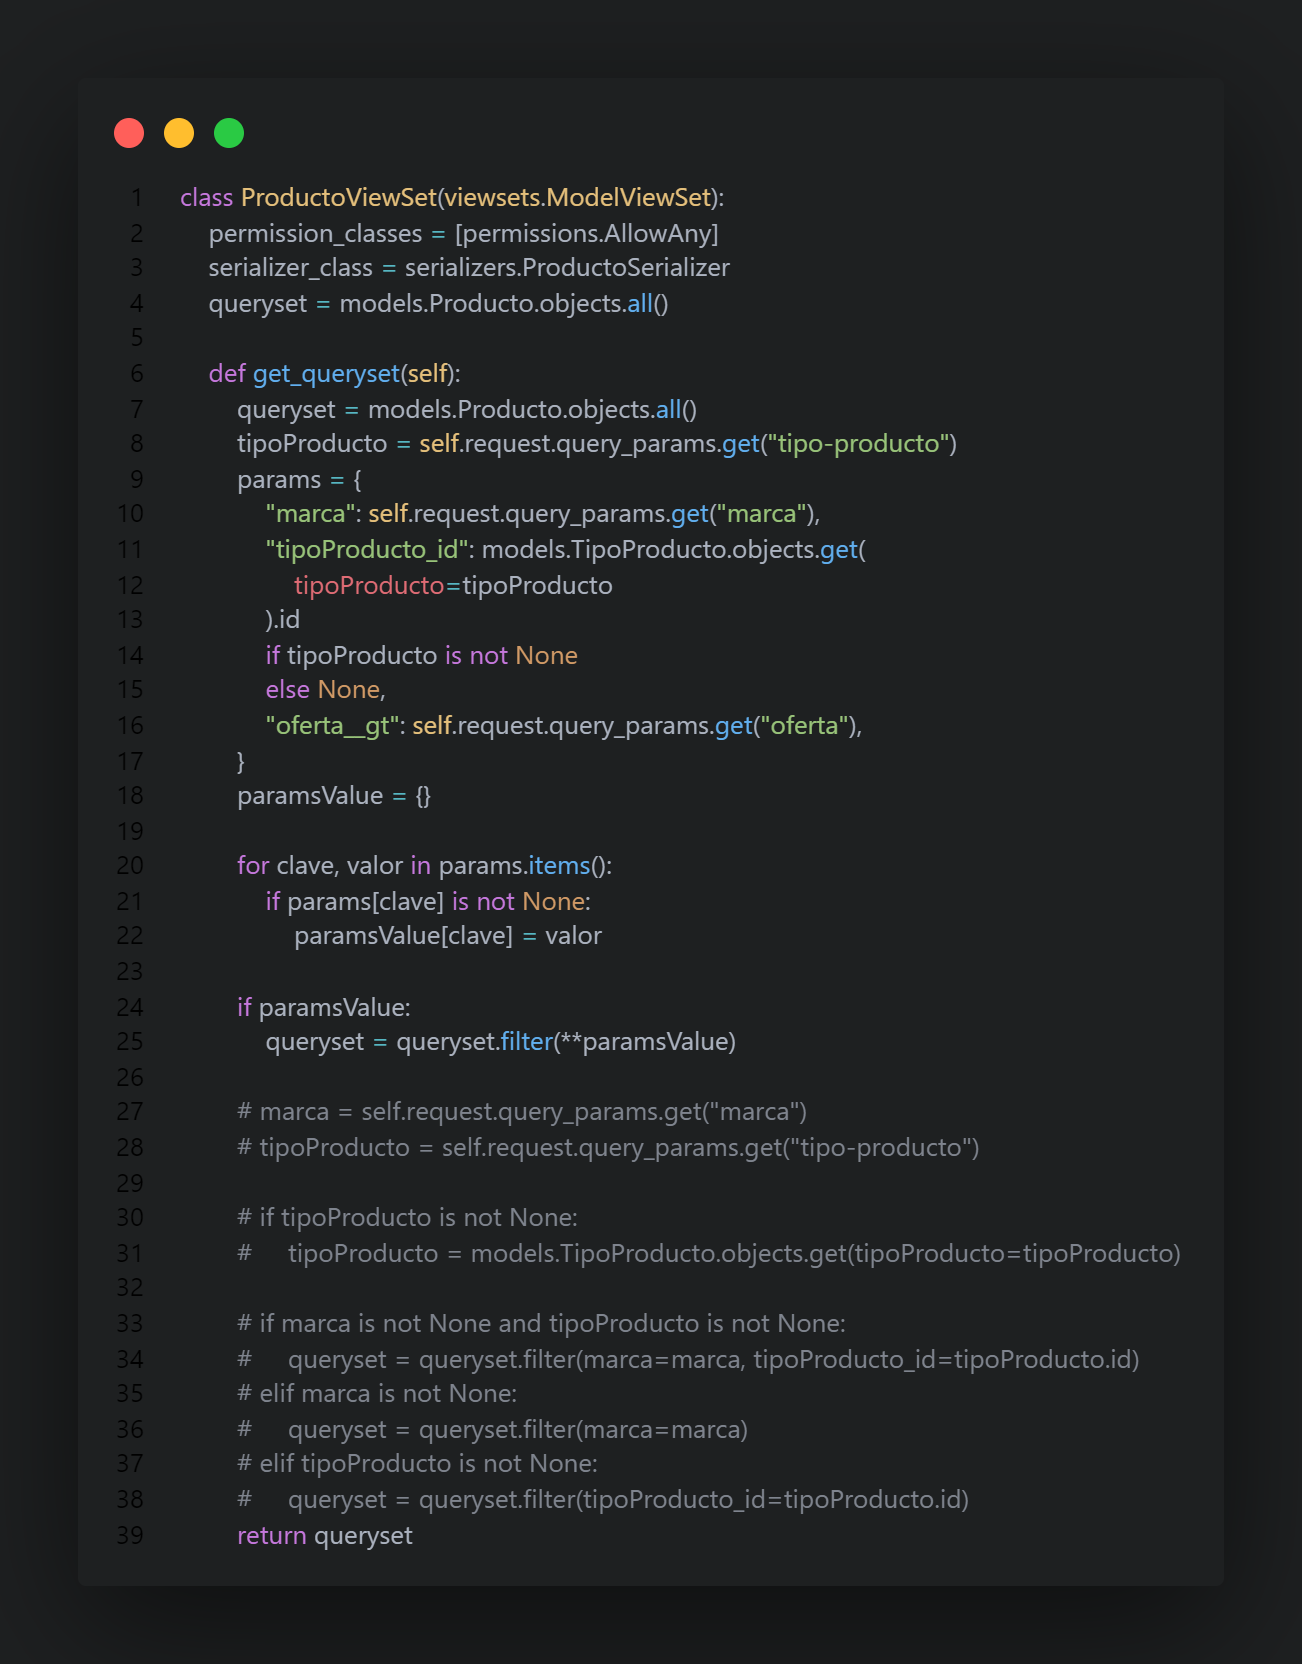 1 class ProductoViewSet(viewsets.ModelViewSet):
2     permission_classes = [permissions.AllowAny]
3     serializer_class = serializers.ProductoSerializer
4     queryset = models.Producto.objects.all()
5
6     def get_queryset(self):
7         queryset = models.Producto.objects.all()
8         tipoProducto = self.request.query_params.get("tipo-producto")
9         params = {
10             "marca": self.request.query_params.get("marca"),
11             "tipoProducto_id": models.TipoProducto.objects.get(
12                 tipoProducto=tipoProducto
13             ).id
14             if tipoProducto is not None
15             else None,
16             "oferta__gt": self.request.query_params.get("oferta"),
17         }
18         paramsValue = {}
19
20         for clave, valor in params.items():
21             if params[clave] is not None:
22                 paramsValue[clave] = valor
23
24         if paramsValue:
25             queryset = queryset.filter(**paramsValue)
26
27         # marca = self.request.query_params.get("marca")
28         # tipoProducto = self.request.query_params.get("tipo-producto")
29
30         # if tipoProducto is not None:
31         #     tipoProducto = models.TipoProducto.objects.get(tipoProducto=tipoProducto)
32
33         # if marca is not None and tipoProducto is not None:
34         #     queryset = queryset.filter(marca=marca, tipoProducto_id=tipoProducto.id)
35         # elif marca is not None:
36         #     queryset = queryset.filter(marca=marca)
37         # elif tipoProducto is not None:
38         #     queryset = queryset.filter(tipoProducto_id=tipoProducto.id)
39         return queryset